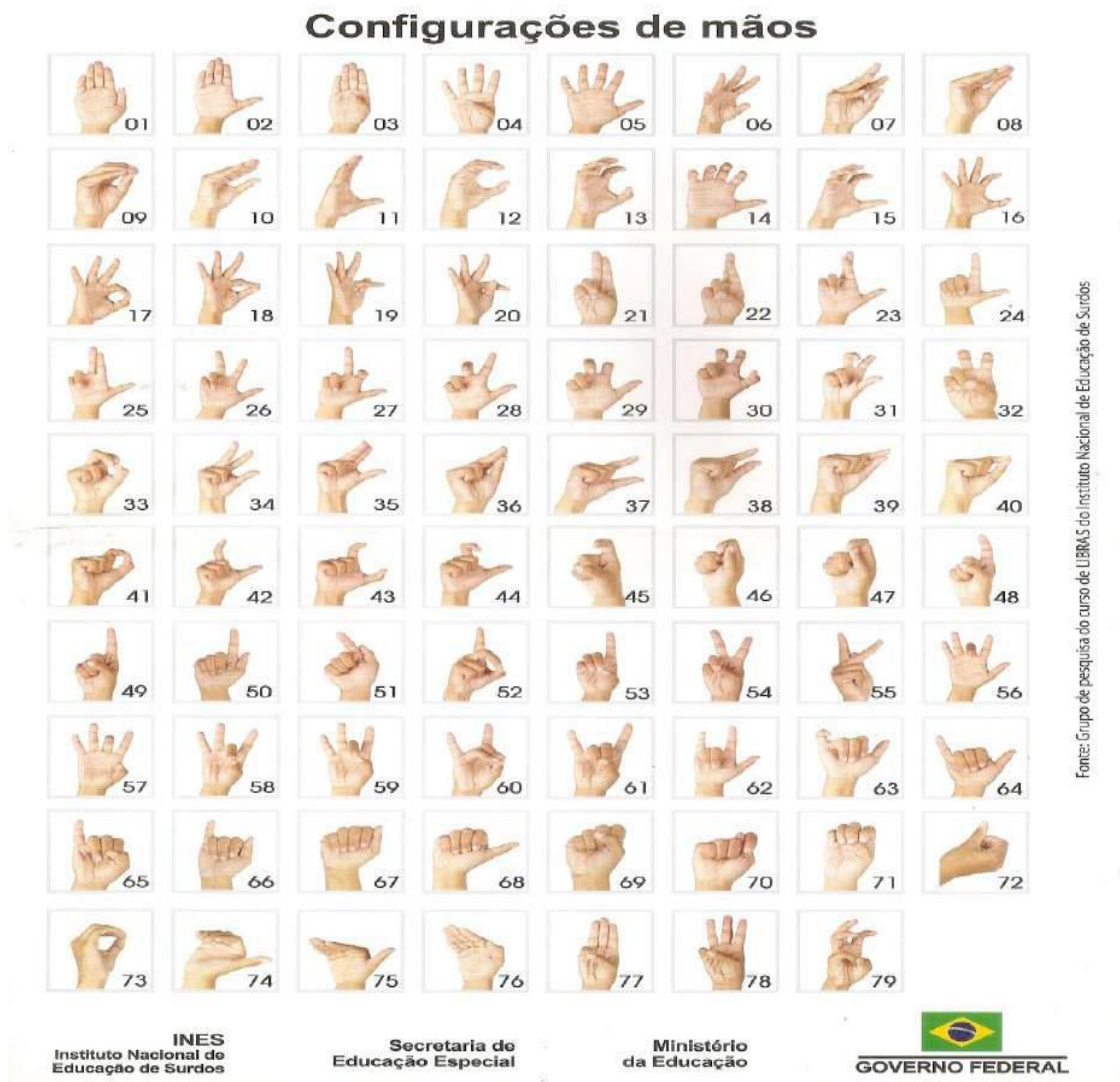 Configurações de mãos
01 02 03 04 05 06 07 08
09 10 11 12 13 14 15 16
17 18 19 20 21 22 23 24
25 26 27 28 29 30 31 32
33 34 35 36 37 38 39 40
41 42 43 44 45 46 47 48
49 50 51 52 53 54 55 56
57 58 59 60 61 62 63 64
65 66 67 68 69 70 71 72
73 74 75 76 77 78 79
Fonte: Grupo de pesquisa do curso de LIBRAS do Instituto Nacional de Educação de Surdos
INES
Instituto Nacional de
Educação de Surdos
Secretaria de
Educação Especial
Ministério
da Educação
GOVERNO FEDERAL